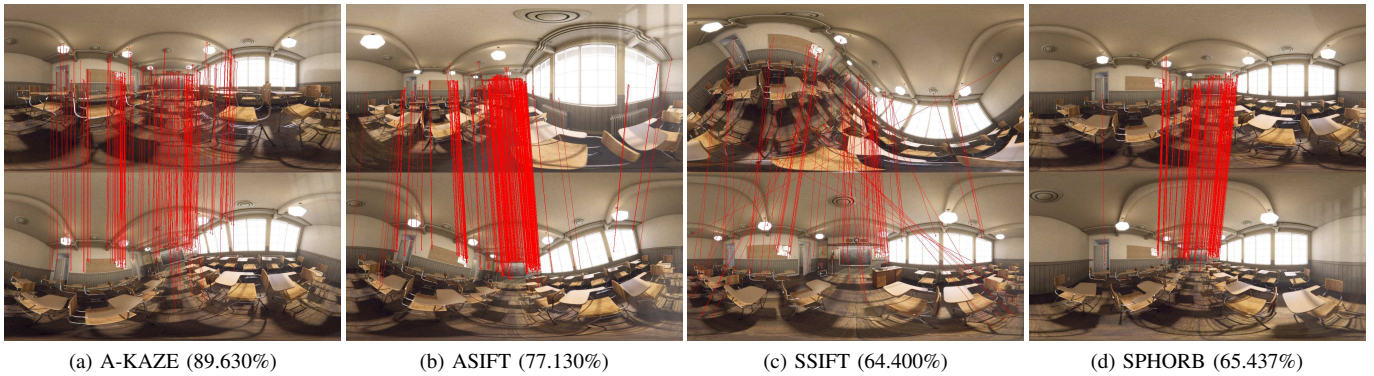 (a) A-KAZE (89.630%)
(b) ASIFT (77.130%)
(c) SSIFT (64.400%)
(d) SPHORB (65.437%)